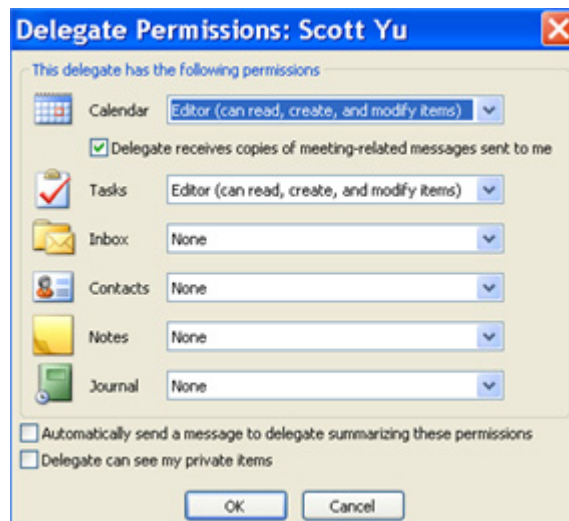 Delegate Permissions: Scott Yu
This delegate has the following permissions
Calendar Editor (can read, create, and modify items)
Delegate receives copies of meeting-related messages sent to me
Tasks Editor (can read, create, and modify items)
Inbox None
Contacts None
Notes None
Journal None
Automatically send a message to delegate summarizing these permissions
Delegate can see my private items
OK Cancel